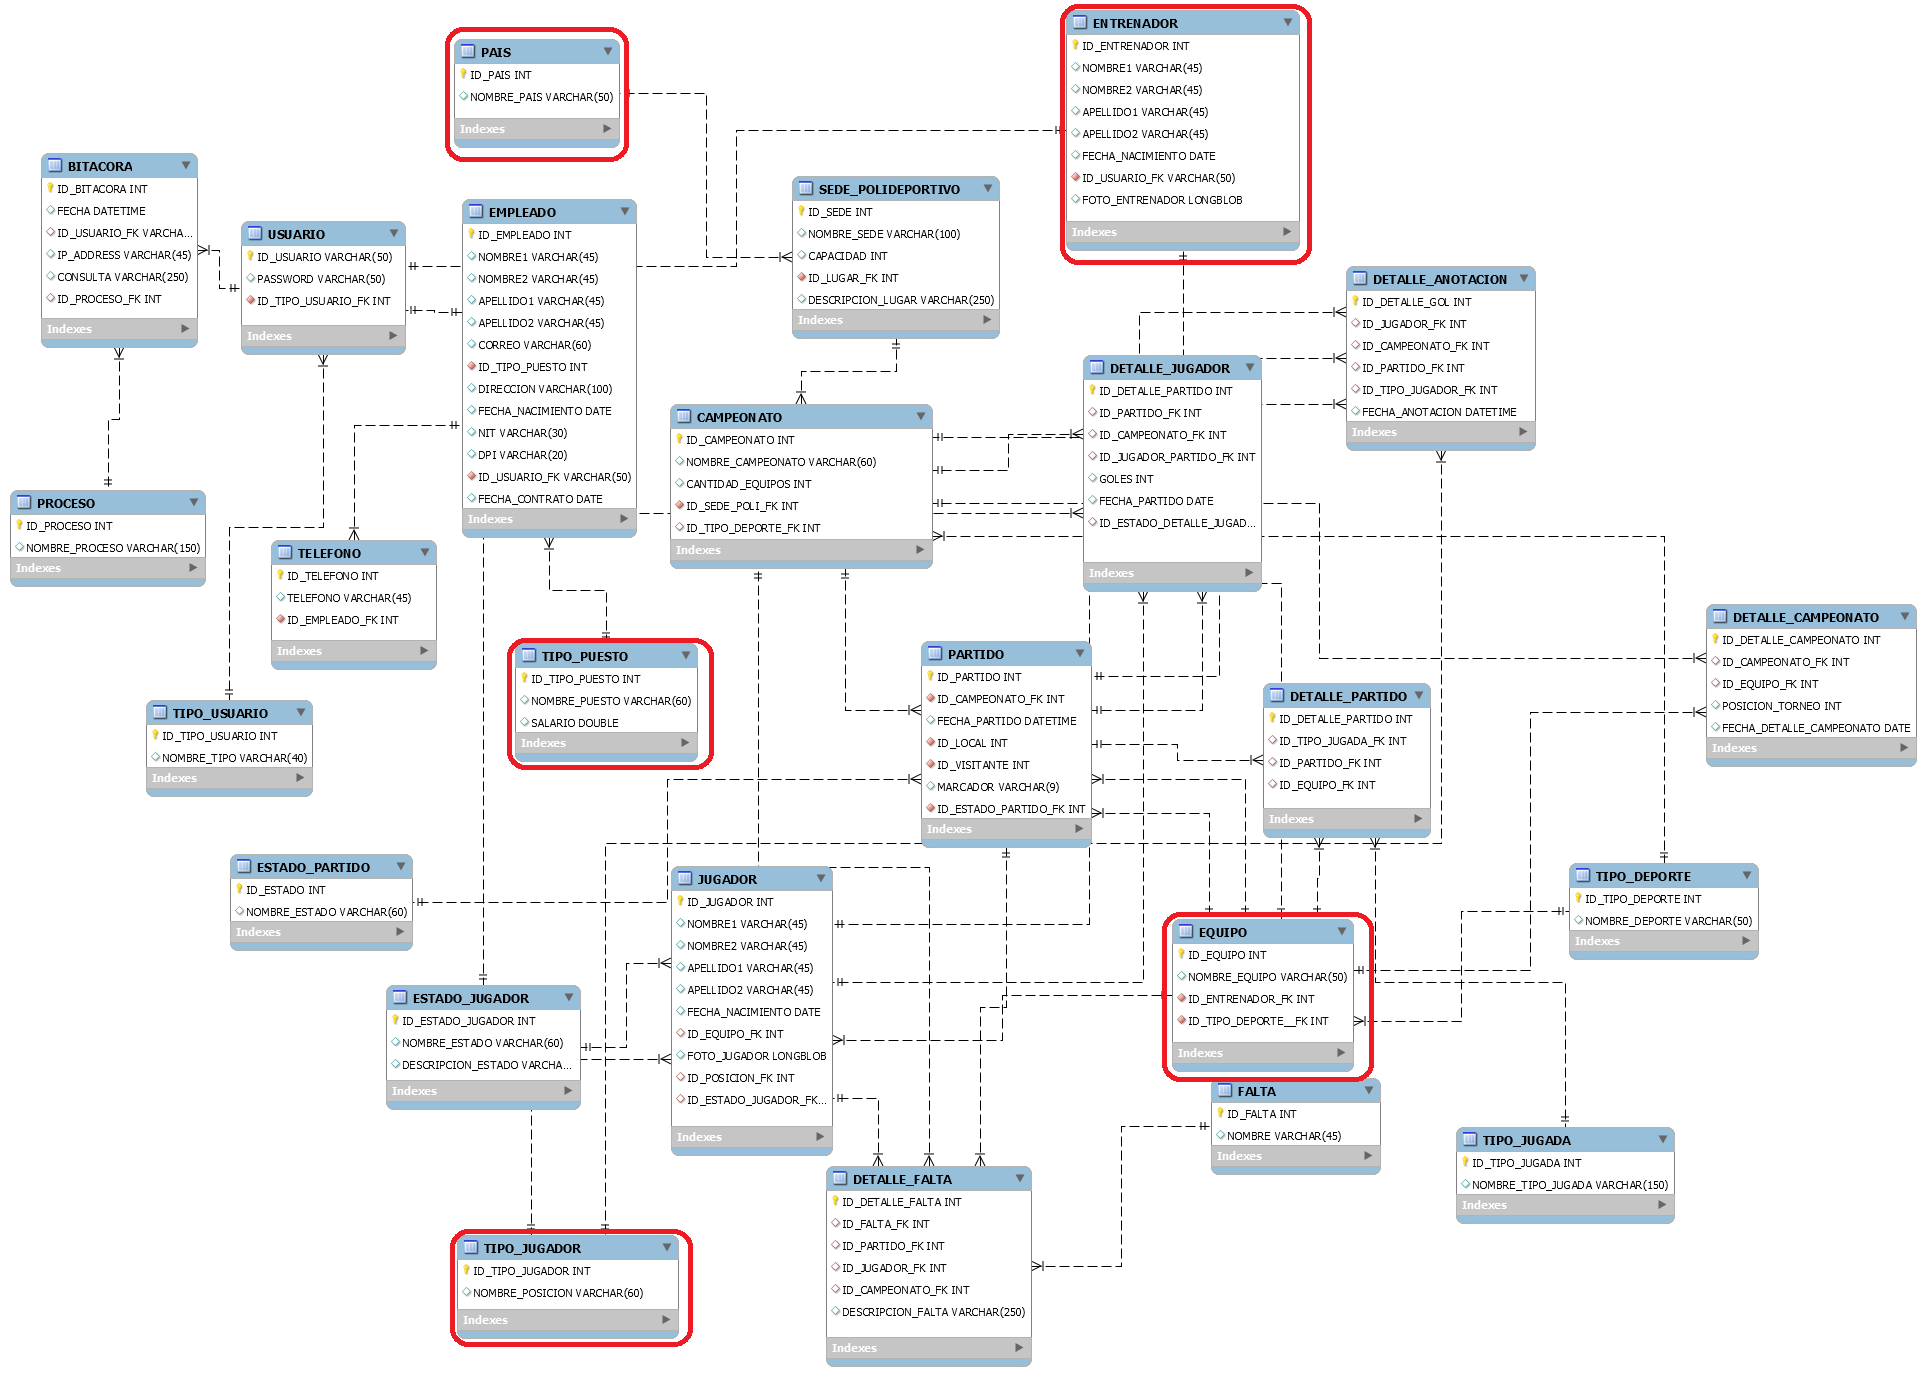 PAIS
ID_PAIS INT
NOMBRE_PAIS VARCHAR(50)
Indexes
ENTRENADOR
ID_ENTRENADOR INT
NOMBRE1 VARCHAR(45)
NOMBRE2 VARCHAR(45)
APELLIDO1 VARCHAR(45)
APELLIDO2 VARCHAR(45)
FECHA_NACIMIENTO DATE
ID_USUARIO_FK VARCHAR(50)
FOTO_ENTRENADOR LONGBLOB
Indexes
BITACORA
ID_BITACORA INT
FECHA DATETIME
ID_USUARIO_FK VARCHA...
IP_ADDRESS VARCHAR(45)
CONSULTA VARCHAR(250)
ID_PROCESO_FK INT
Indexes
USUARIO
ID_USUARIO VARCHAR(50)
PASSWORD VARCHAR(50)
ID_TIPO_USUARIO_FK INT
Indexes
EMPLEADO
ID_EMPLEADO INT
NOMBRE1 VARCHAR(45)
NOMBRE2 VARCHAR(45)
APELLIDO1 VARCHAR(45)
APELLIDO2 VARCHAR(45)
CORREO VARCHAR(60)
ID_TIPO_PUESTO INT
DIRECCION VARCHAR(100)
FECHA_NACIMIENTO DATE
NIT VARCHAR(30)
DPI VARCHAR(20)
ID_USUARIO_FK VARCHAR(50)
FECHA_CONTRATO DATE
Indexes
SEDE_POLIDEPORTIVO
ID_SEDE INT
NOMBRE_SEDE VARCHAR(100)
CAPACIDAD INT
ID_LUGAR_FK INT
DESCRIPCION_LUGAR VARCHAR(250)
Indexes
DETALLE_ANOTACION
ID_DETALLE_GOL INT
ID_JUGADOR_FK INT
ID_CAMPEONATO_FK INT
ID_PARTIDO_FK INT
ID_TIPO_JUGADOR_FK INT
FECHA_ANOTACION DATETIME
Indexes
DETALLE_JUGADOR
ID_DETALLE_PARTIDO INT
ID_PARTIDO_FK INT
ID_CAMPEONATO_FK INT
ID_JUGADOR_PARTIDO_FK INT
GOLES INT
FECHA_PARTIDO DATE
ID_ESTADO_DETALLE_JUGAD...
Indexes
CAMPEONATO
ID_CAMPEONATO INT
NOMBRE_CAMPEONATO VARCHAR(60)
CANTIDAD_EQUIPOS INT
ID_SEDE_POLI_FK INT
ID_TIPO_DEPORTE_FK INT
Indexes
PROCESO
ID_PROCESO INT
NOMBRE_PROCESO VARCHAR(150)
Indexes
TELEFONO
ID_TELEFONO INT
TELEFONO VARCHAR(45)
ID_EMPLEADO_FK INT
Indexes
TIPO_PUESTO
ID_TIPO_PUESTO INT
NOMBRE_PUESTO VARCHAR(60)
SALARIO DOUBLE
Indexes
PARTIDO
ID_PARTIDO INT
ID_CAMPEONATO_FK INT
FECHA_PARTIDO DATETIME
ID_LOCAL INT
ID_VISITANTE INT
MARCADOR VARCHAR(9)
ID_ESTADO_PARTIDO_FK INT
Indexes
DETALLE_PARTIDO
ID_DETALLE_PARTIDO INT
ID_TIPO_JUGADA_FK INT
ID_PARTIDO_FK INT
ID_EQUIPO_FK INT
Indexes
DETALLE_CAMPEONATO
ID_DETALLE_CAMPEONATO INT
ID_CAMPEONATO_FK INT
ID_EQUIPO_FK INT
POSICION_TORNEO INT
FECHA_DETALLE_CAMPEONATO DATE
Indexes
TIPO_USUARIO
ID_TIPO_USUARIO INT
NOMBRE_TIPO VARCHAR(40)
Indexes
ESTADO_PARTIDO
ID_ESTADO INT
NOMBRE_ESTADO VARCHAR(60)
Indexes
JUGADOR
ID_JUGADOR INT
NOMBRE1 VARCHAR(45)
NOMBRE2 VARCHAR(45)
APELLIDO1 VARCHAR(45)
APELLIDO2 VARCHAR(45)
FECHA_NACIMIENTO DATE
ID_EQUIPO_FK INT
FOTO_JUGADOR LONGBLOB
ID_POSICION_FK INT
ID_ESTADO_JUGADOR_FK...
Indexes
TIPO_DEPORTE
ID_TIPO_DEPORTE INT
NOMBRE_DEPORTE VARCHAR(50)
Indexes
EQUIPO
ID_EQUIPO INT
NOMBRE_EQUIPO VARCHAR(50)
ID_ENTRENADOR_FK INT
ID_TIPO_DEPORTE__FK INT
Indexes
ESTADO_JUGADOR
ID_ESTADO_JUGADOR INT
NOMBRE_ESTADO VARCHAR(60)
DESCRIPCION_ESTADO VARCHA...
Indexes
FALTA
ID_FALTA INT
NOMBRE VARCHAR(45)
Indexes
TIPO_JUGADA
ID_TIPO_JUGADA INT
NOMBRE_TIPO_JUGADA VARCHAR(150)
Indexes
DETALLE_FALTA
ID_DETALLE_FALTA INT
ID_FALTA_FK INT
ID_PARTIDO_FK INT
ID_JUGADOR_FK INT
ID_CAMPEONATO_FK INT
DESCRIPCION_FALTA VARCHAR(250)
Indexes
TIPO_JUGADOR
ID_TIPO_JUGADOR INT
NOMBRE_POSICION VARCHAR(60)
Indexes